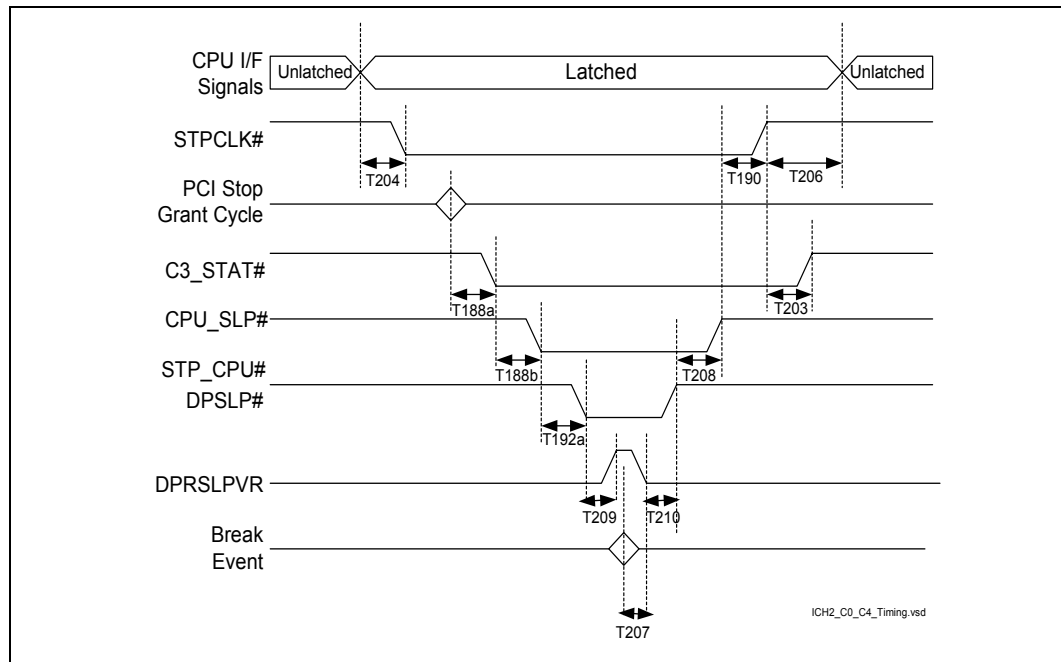 CPU I/F
Signals
Unlatched
Latched
Unlatched
STPCLK#
T204
T190
T206
PCI Stop
Grant Cycle
C3_STAT#
T188a
T203
CPU_SLP#
T188b
T208
STP_CPU#
DPSLP#
T192a
DPRSLPVR
T209
T210
Break
Event
T207
ICH2_C0_C4_Timing.vsd